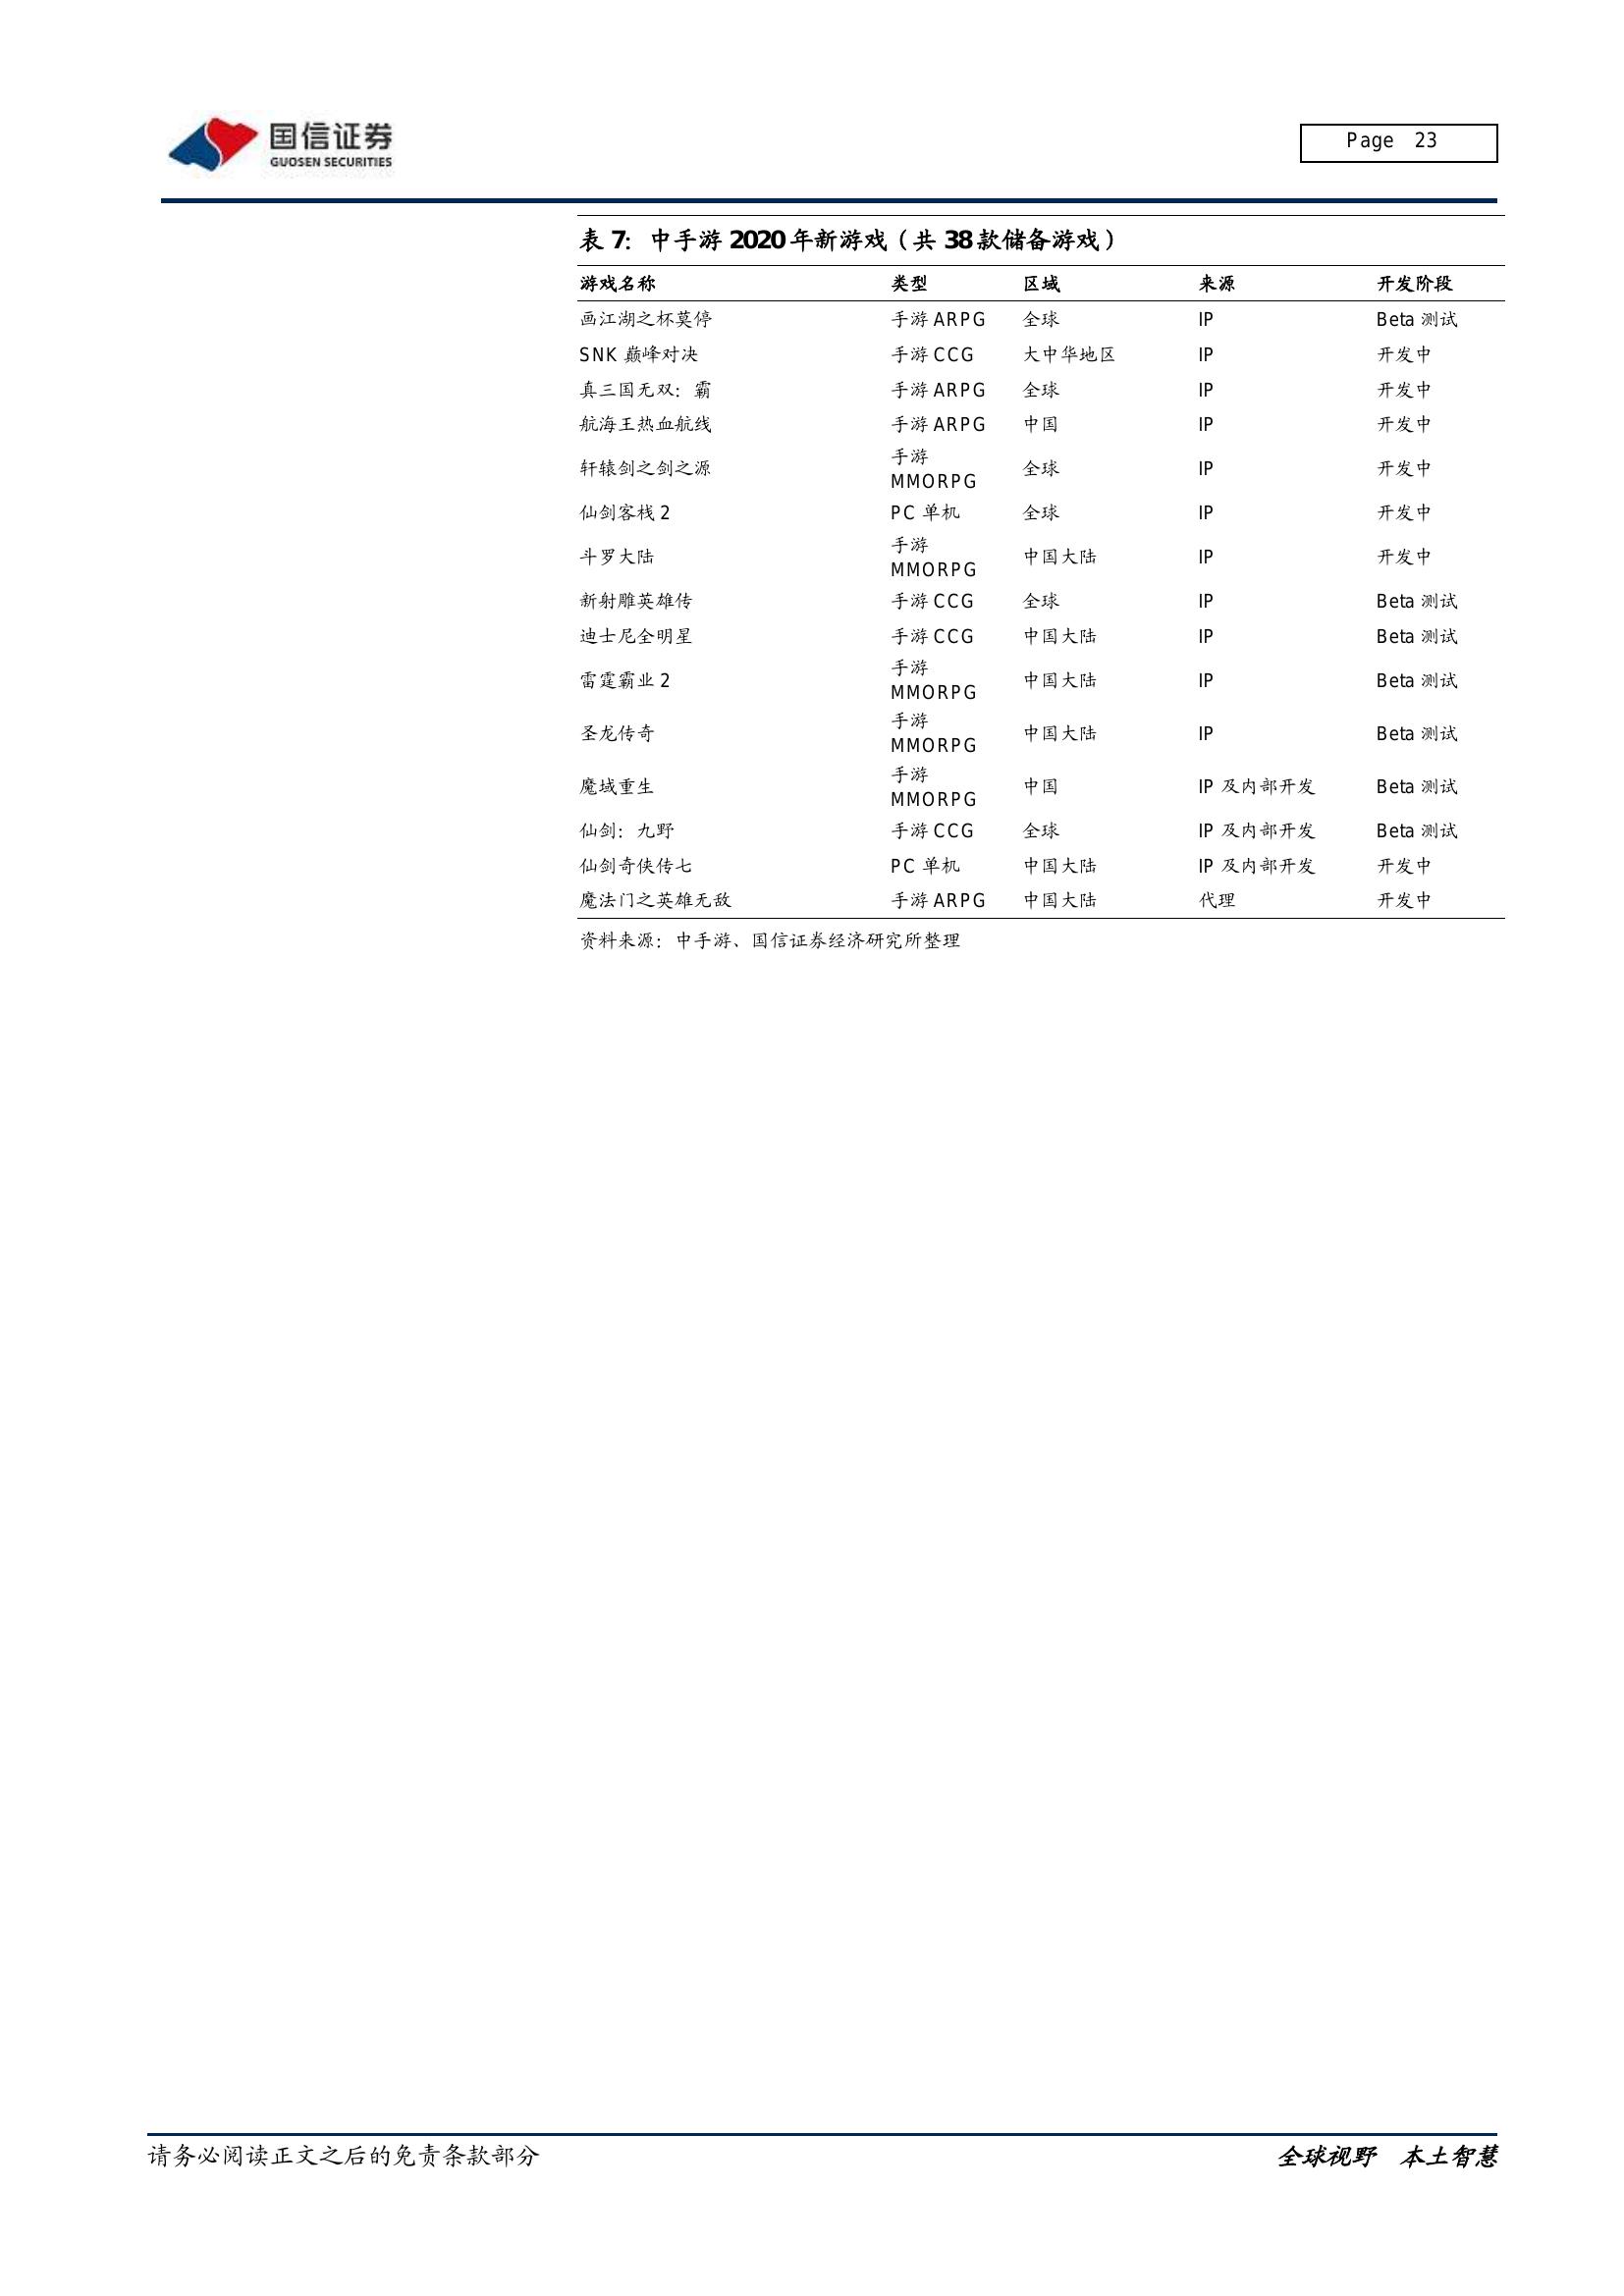 国信证券
GUOSEN SECURITIES
Page 23
表 7：中手游 2020 年新游戏（共 38 款储备游戏）
游戏名称 类型 区域 来源 开发阶段
画江湖之杯莫停 手游 ARPG 全球 IP Beta 测试
SNK 巅峰对决 手游 CCG 大中华地区 IP 开发中
真三国无双：霸 手游 ARPG 全球 IP 开发中
航海王热血航线 手游 ARPG 中国 IP 开发中
轩辕剑之剑之源 手游 MMORPG 全球 IP 开发中
仙剑客栈 2 PC 单机 全球 IP 开发中
斗罗大陆 手游 MMORPG 中国大陆 IP 开发中
新射雕英雄传 手游 CCG 全球 IP Beta 测试
迪士尼全明星 手游 CCG 中国大陆 IP Beta 测试
雷霆霸业 2 手游 MMORPG 中国大陆 IP Beta 测试
圣龙传奇 手游 MMORPG 中国大陆 IP Beta 测试
魔域重生 手游 MMORPG 中国 IP 及内部开发 Beta 测试
仙剑：九野 手游 CCG 全球 IP 及内部开发 Beta 测试
仙剑奇侠传七 PC 单机 中国大陆 IP 及内部开发 开发中
魔法门之英雄无敌 手游 ARPG 中国大陆 代理 开发中
资料来源：中手游、国信证券经济研究所整理
请务必阅读正文之后的免责条款部分
全球视野 本土智慧